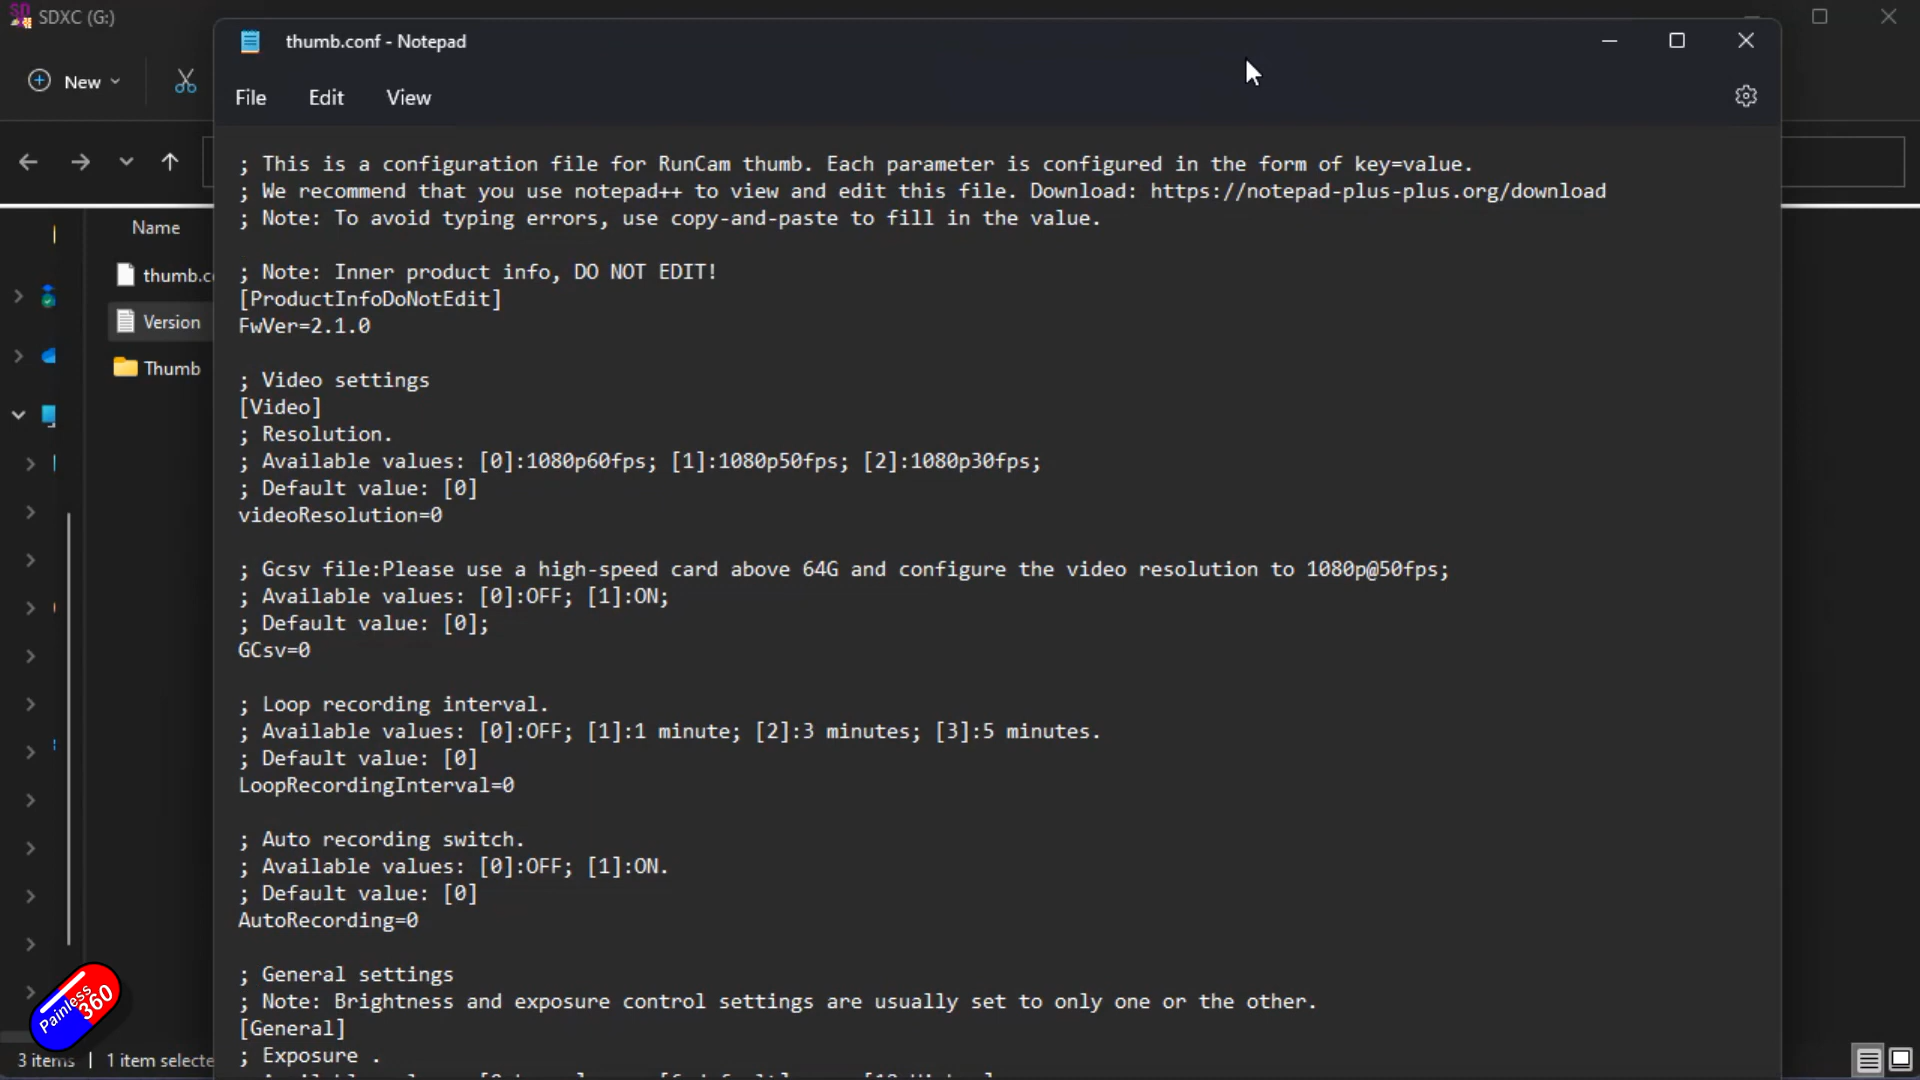 SDXC (G:)
thumb.conf - Notepad
New
File Edit View
; This is a configuration file for RunCam thumb. Each parameter is configured in the form of key=value.
; We recommend that you use notepad++ to view and edit this file. Download: https://notepad-plus-plus.org/download
; Note: To avoid typing errors, use copy-and-paste to fill in the value.
Name
thumb.c
Version
Thumb
; Note: Inner product info, DO NOT EDIT!
[ProductInfoDoNotEdit]
FwVer=2.1.0
; Video settings
[Video]
; Resolution.
; Available values: [0]:1080p60fps; [1]:1080p50fps; [2]:1080p30fps;
; Default value: [0]
videoResolution=0
; Gcsv file:Please use a high-speed card above 64G and configure the video resolution to 1080p@50fps;
; Available values: [0]:OFF; [1]:ON;
; Default value: [0];
GCsv=0
; Loop recording interval.
; Available values: [0]:OFF; [1]:1 minute; [2]:3 minutes; [3]:5 minutes.
; Default value: [0]
LoopRecordingInterval=0
; Auto recording switch.
; Available values: [0]:OFF; [1]:ON.
; Default value: [0]
AutoRecording=0
; General settings
; Note: Brightness and exposure control settings are usually set to only one or the other.
[General]
; Exposure .
Painless
360
3 items 1 item selecte